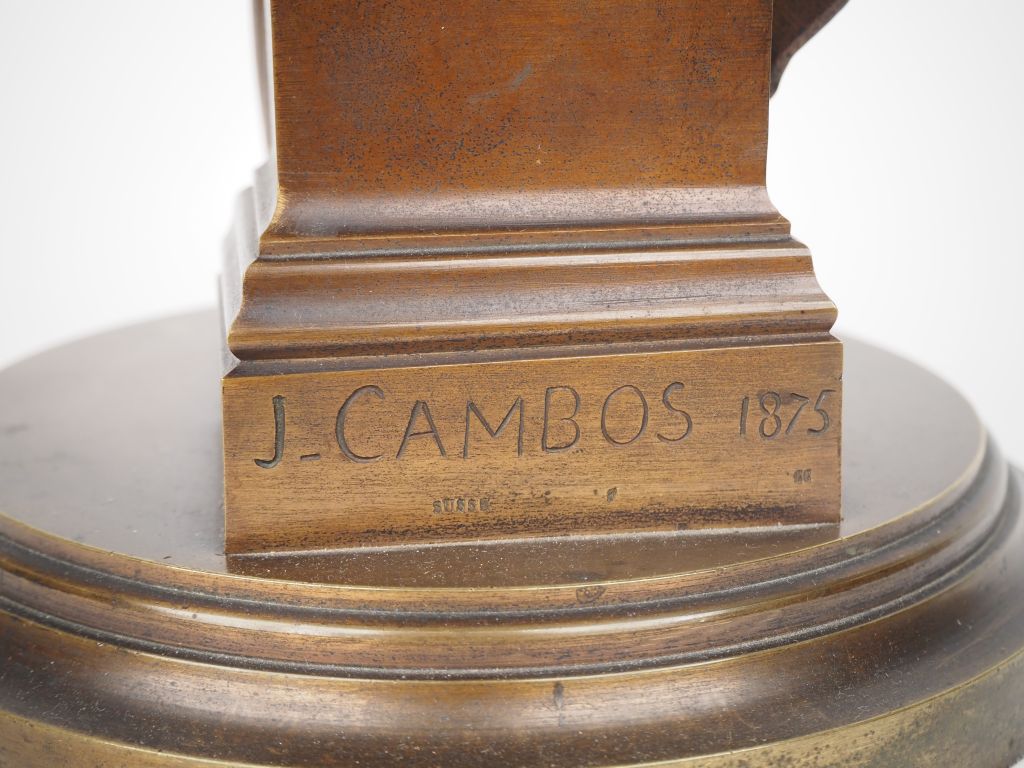 J. CAMBOS 1875
SUSSE F